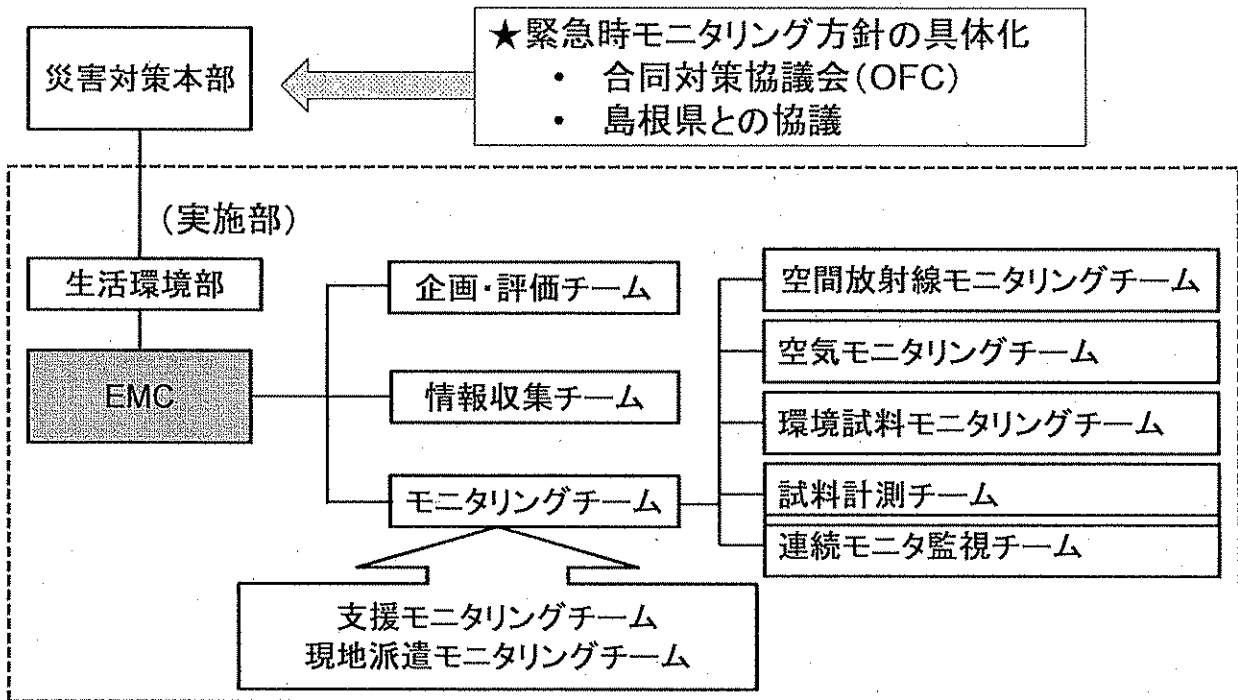 災害対策本部
★緊急時モニタリング方針の具体化
・ 合同対策協議会(OFC)
・ 島根県との協議
(実施部)
生活環境部
EMC
企画・評価チーム
情報収集チーム
モニタリングチーム
空間放射線モニタリングチーム
空気モニタリングチーム
環境試料モニタリングチーム
試料計測チーム
連続モニタ監視チーム
支援モニタリングチーム
現地派遣モニタリングチーム